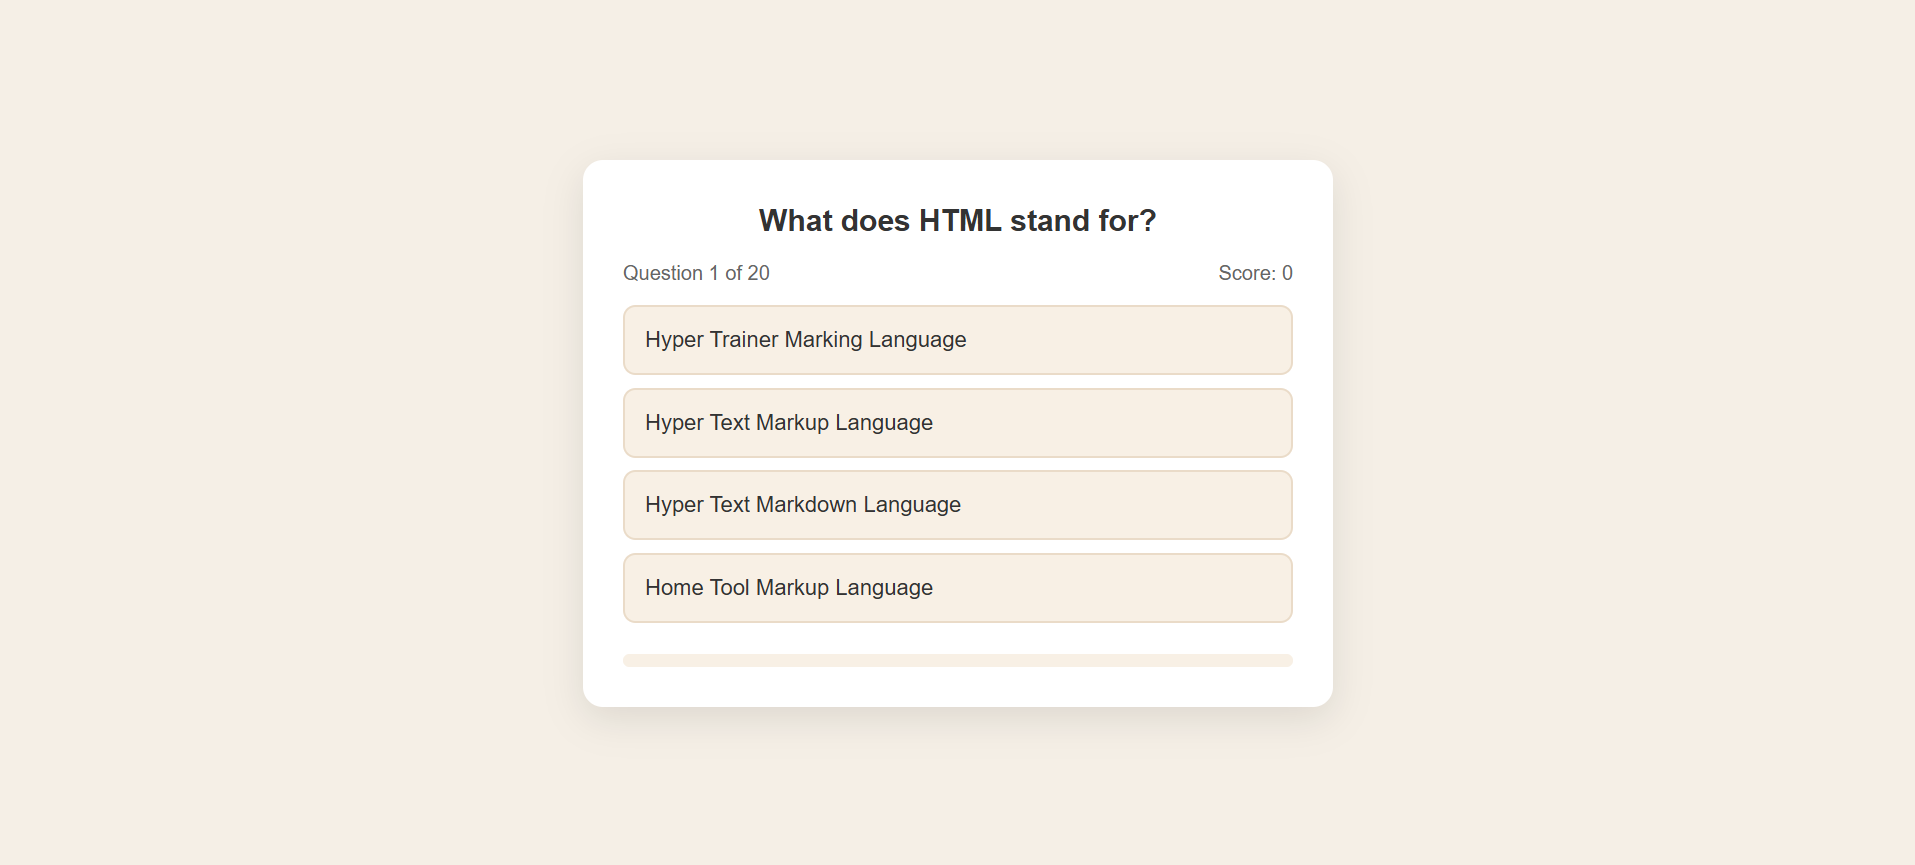 What does HTML stand for?
Question 1 of 20
Score: 0
Hyper Trainer Marking Language
Hyper Text Markup Language
Hyper Text Markdown Language
Home Tool Markup Language